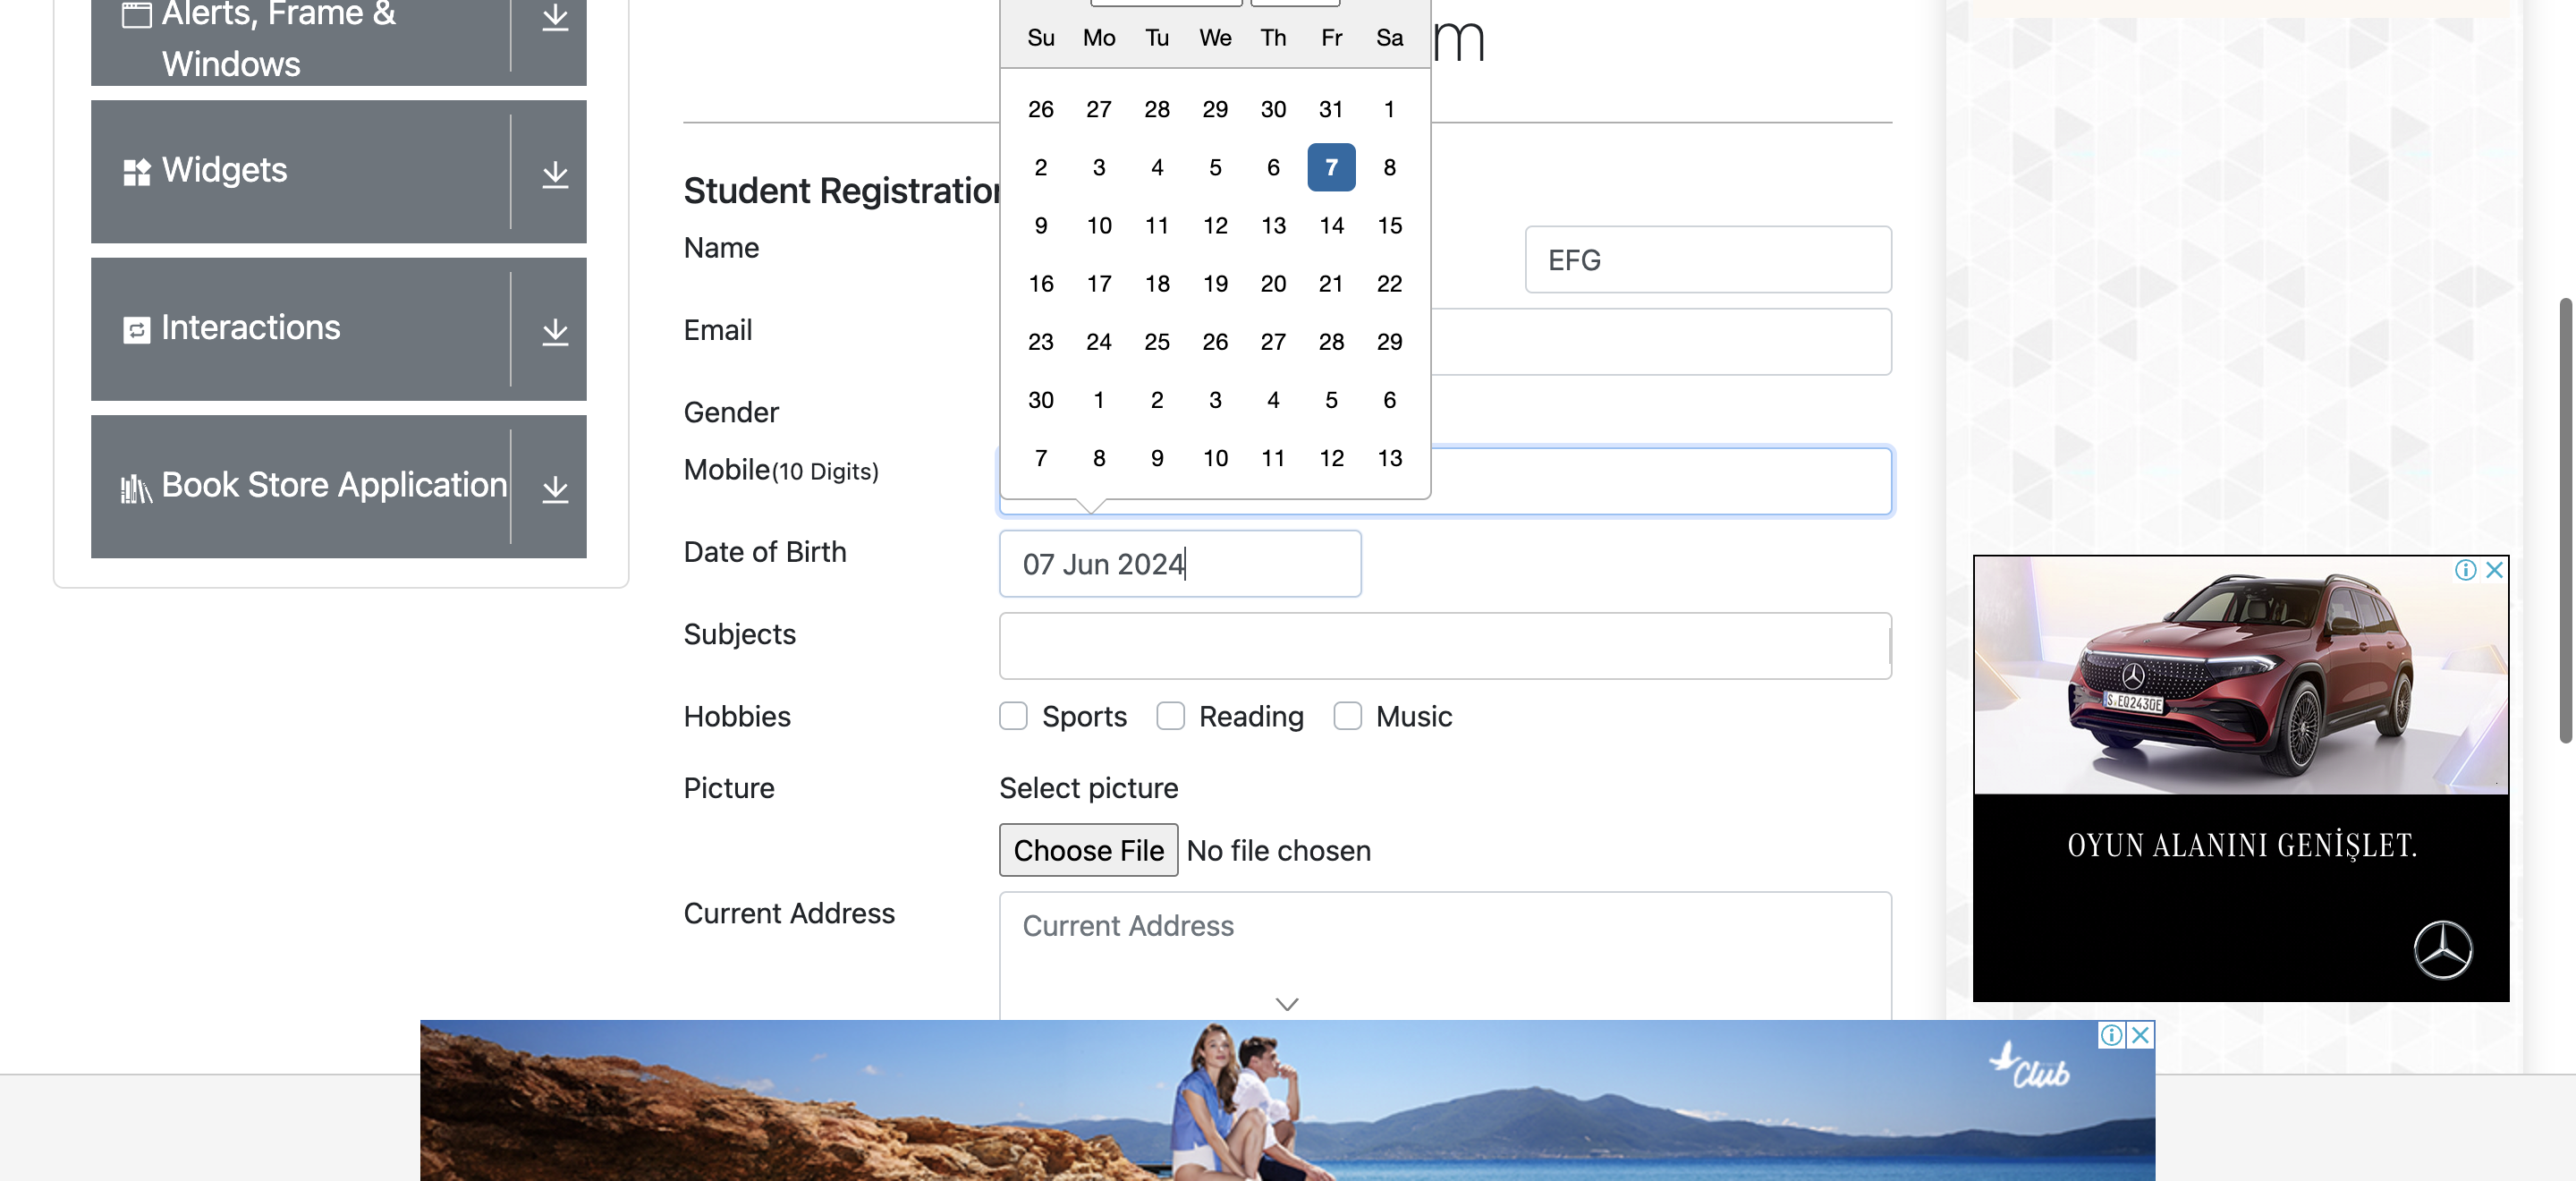 Alerts, Frame &
Windows
Widgets
Interactions
Book Store Application
m
Su Mo Tu We Th Fr Sa
26 27 28 29 30 31 1
2 3 4 5 6 7 8
9 10 11 12 13 14 15
16 17 18 19 20 21 22
23 24 25 26 27 28 29
30 1 2 3 4 5 6
7 8 9 10 11 12 13
Student Registration
Name
EFG
Email
Gender
Mobile(10 Digits)
Date of Birth
07 Jun 2024
Subjects
Hobbies
Sports
Reading
Music
Picture
Select picture
Choose File No file chosen
Current Address
Current Address
S·EQ2430E
OYUN ALANINI GENİŞLET.
Club